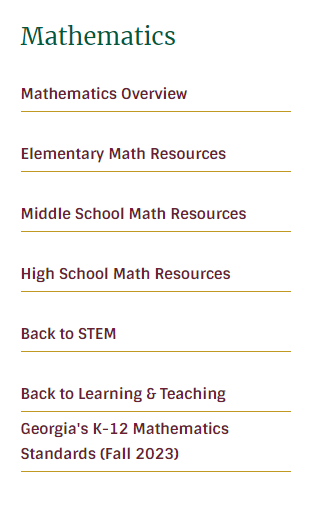 Mathematics
Mathematics Overview
Elementary Math Resources
Middle School Math Resources
High School Math Resources
Back to STEM
Back to Learning & Teaching
Georgia's K-12 Mathematics
Standards (Fall 2023)